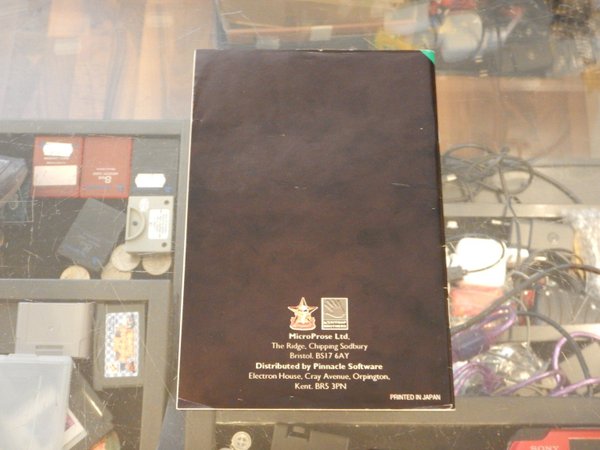 MicroProse Ltd,
The Ridge, Chipping Sodbury
Bristol. BS17 6AY
Distributed by Pinnacle Software
Electron House, Cray Avenue, Orpington,
Kent. BR5 3PN
PRINTED IN JAPAN
SONY